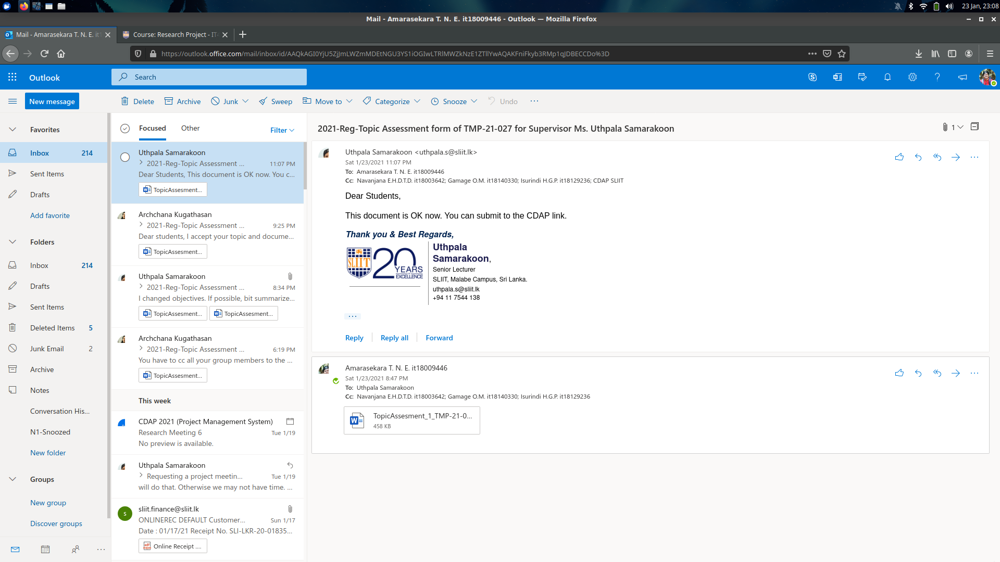 23 Jan, 23:08
Mail - Amarasekara T. N. E. it18009446 - Outlook — Mozilla Firefox
Mail - Amarasekara T. N. E. it1
Course: Research Project - IT4
https://outlook.office.com/mail/inbox/id/AAQkAGI0YjU5ZjJmLWZmMDEtNGU3YS1iOGIwLTRlMWZkNzE1ZTllYwAQAKFniFkyb3RMp1qJDBECCDo%3D
Outlook
Search
New message
Delete
Archive
Junk
Sweep
Move to
Categorize
Snooze
Undo
Favorites
Inbox 214
Sent Items
Drafts
Add favorite
Folders
Inbox 214
Drafts
Sent Items
Deleted Items 5
Junk Email 2
Archive
Notes
Conversation His...
N1-Snoozed
New folder
Groups
New group
Discover groups
Focused
Other
Filter
Uthpala Samarakoon
2021-Reg-Topic Assessment ... 11:07 PM
Dear Students, This document is OK now. You c...
TopicAssesment...
Archchana Kugathasan
2021-Reg-Topic Assessment ... 9:25 PM
Dear students, I accept your topic and docume...
TopicAssesment...
Uthpala Samarakoon
2021-Reg-Topic Assessment ... 8:34 PM
I changed objectives. If possible, bit summarize...
TopicAssesment... TopicAssesment...
Archchana Kugathasan
2021-Reg-Topic Assessment ... 6:19 PM
You have to cc all your group members to the ...
TopicAssesment...
This week
CDAP 2021 (Project Management System)
Research Meeting 6 Tue 1/19
No preview is available.
Uthpala Samarakoon
Requesting a project meetin... Tue 1/19
will do that. Otherwise we may not have time. ...
S
sliit.finance@sliit.lk
ONLINEREC DEFAULT Customer... Sun 1/17
Date : 01/17/21 Receipt No. SLI-LKR-20-01835...
Online Receipt ....
2021-Reg-Topic Assessment form of TMP-21-027 for Supervisor Ms. Uthpala Samarakoon
1
Uthpala Samarakoon <uthpala.s@sliit.lk>
Sat 1/23/2021 11:07 PM
To: Amarasekara T. N. E. it18009446
Cc: Navanjana E.H.D.T.D. it18003642; Gamage O.M. it18140330; Isurindi H.G.P. it18129236; CDAP SLIIT
Dear Students,
This document is OK now. You can submit to the CDAP link.
Thank you & Best Regards,
SLIIT
20
YEARS
OF
EXCELLENCE
Uthpala
Samarakoon,
Senior Lecturer
SLIIT, Malabe Campus, Sri Lanka.
uthpala.s@sliit.lk
+94 11 7544 138
...
Reply
Reply all
Forward
Amarasekara T. N. E. it18009446
Sat 1/23/2021 8:47 PM
To: Uthpala Samarakoon
Cc: Navanjana E.H.D.T.D. it18003642; Gamage O.M. it18140330; Isurindi H.G.P. it18129236
TopicAssesment_1_TMP-21-0...
458 KB